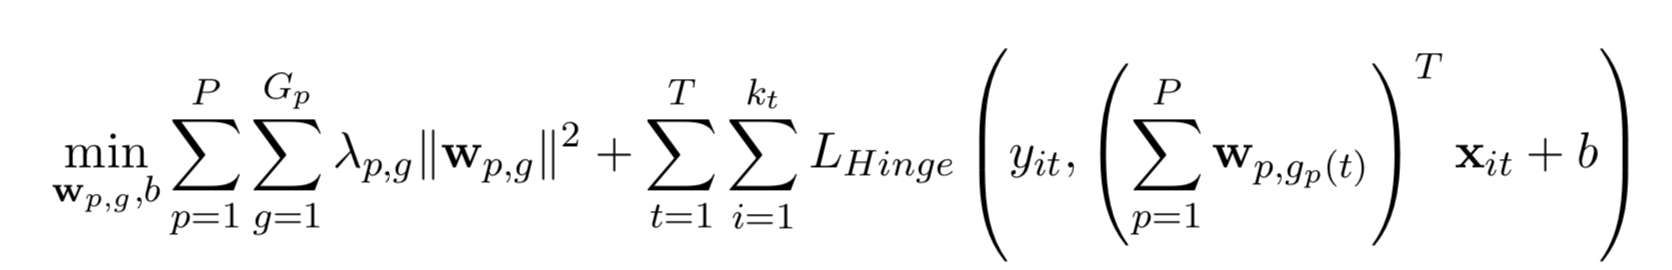 \min_{\mathbf{w}_{p,g},b} \sum_{p=1}^{P} \sum_{g=1}^{G_p} \lambda_{p,g} \|\mathbf{w}_{p,g}\|^2 + \sum_{t=1}^{T} \sum_{i=1}^{k_t} L_{Hinge} \left( y_{it}, \left( \sum_{p=1}^{P} \mathbf{w}_{p,g_p(t)} \right)^T \mathbf{x}_{it} + b \right)